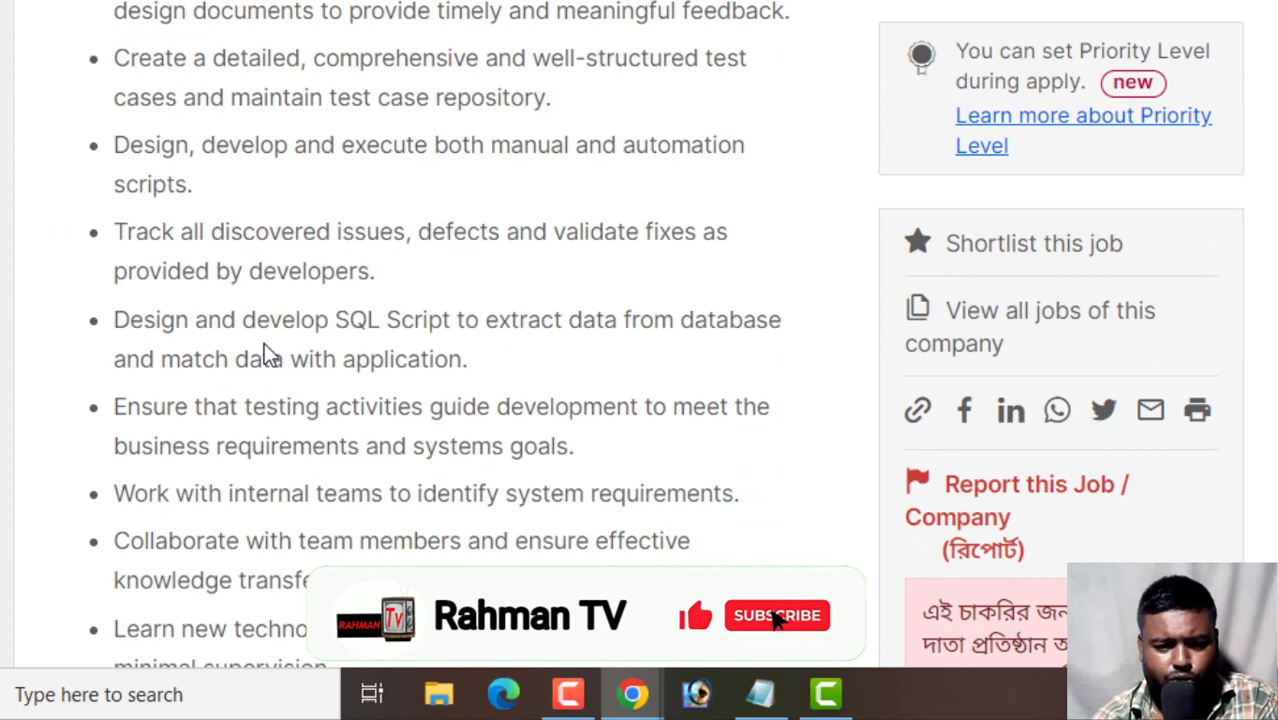 design documents to provide timely and meaningful feedback.
Create a detailed, comprehensive and well-structured test
cases and maintain test case repository.
Design, develop and execute both manual and automation
scripts.
Track all discovered issues, defects and validate fixes as
provided by developers.
Design and develop SQL Script to extract data from database
and match data with application.
Ensure that testing activities guide development to meet the
business requirements and systems goals.
Work with internal teams to identify system requirements.
Collaborate with team members and ensure effective
knowledge
Learn new
minimal supervision
You can set Priority Level
during apply. new
Learn more about Priority
Level
Shortlist this job
View all jobs of this
company
Report this Job /
Company
(রিপোর্ট)
এই চাকরির
দাতা প্রতিষ্ঠান
RAHMAN TV
Rahman TV
SUBSCRIBE
Type here to search